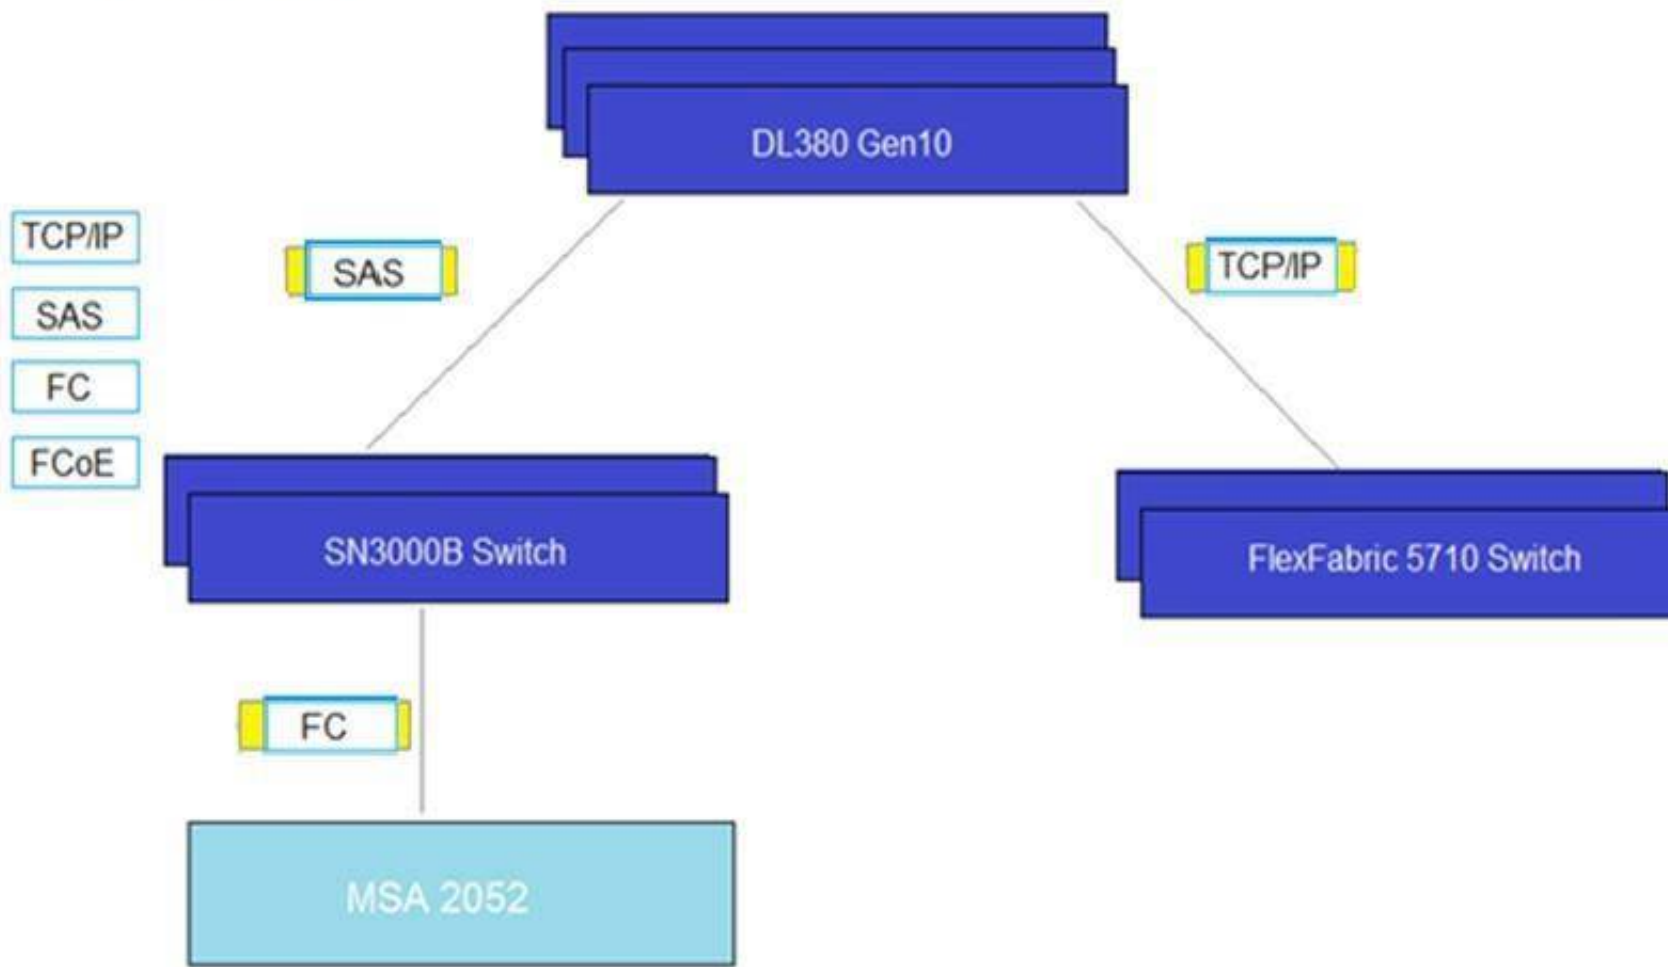 DL380 Gen10
TCP/IP
SAS
FC
FCoE
SAS
TCP/IP
SN3000B Switch
FlexFabric 5710 Switch
FC
MSA 2052